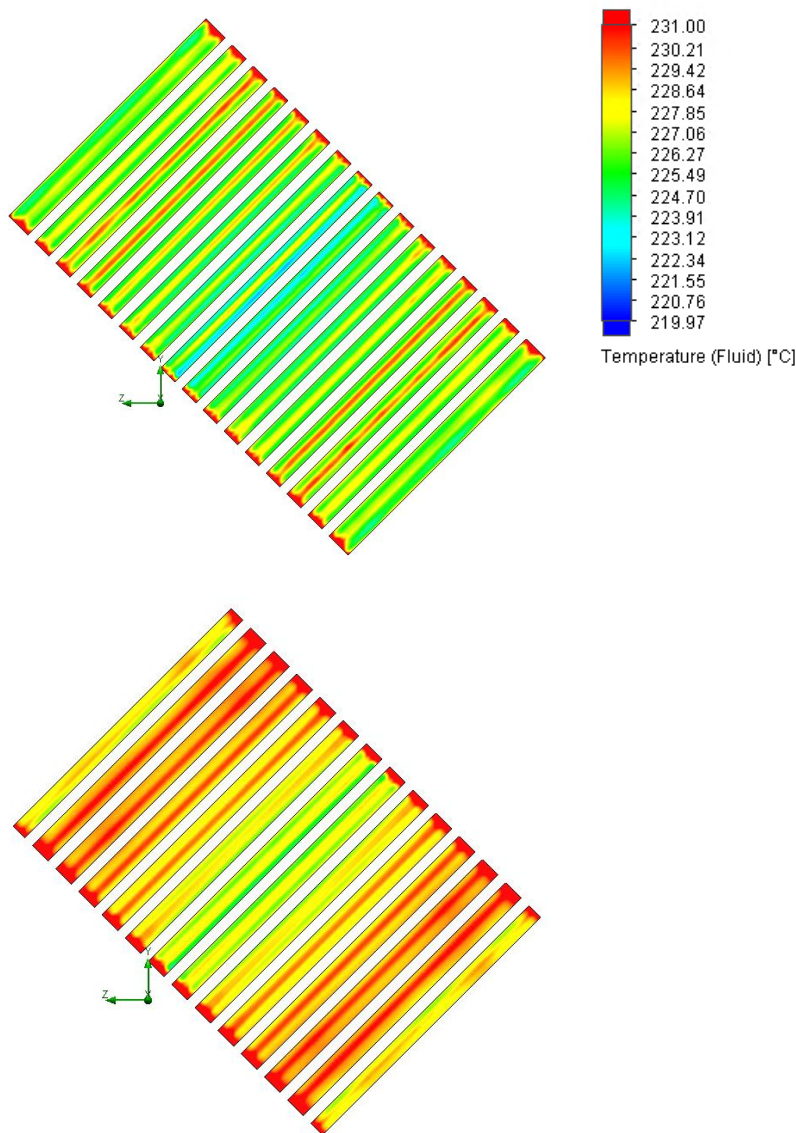 231.00
230.21
229.42
228.64
227.85
227.06
226.27
225.49
224.70
223.91
223.12
222.34
221.55
220.76
219.97
Temperature (Fluid) [°C]
Y
Z
X
Y
Z
X